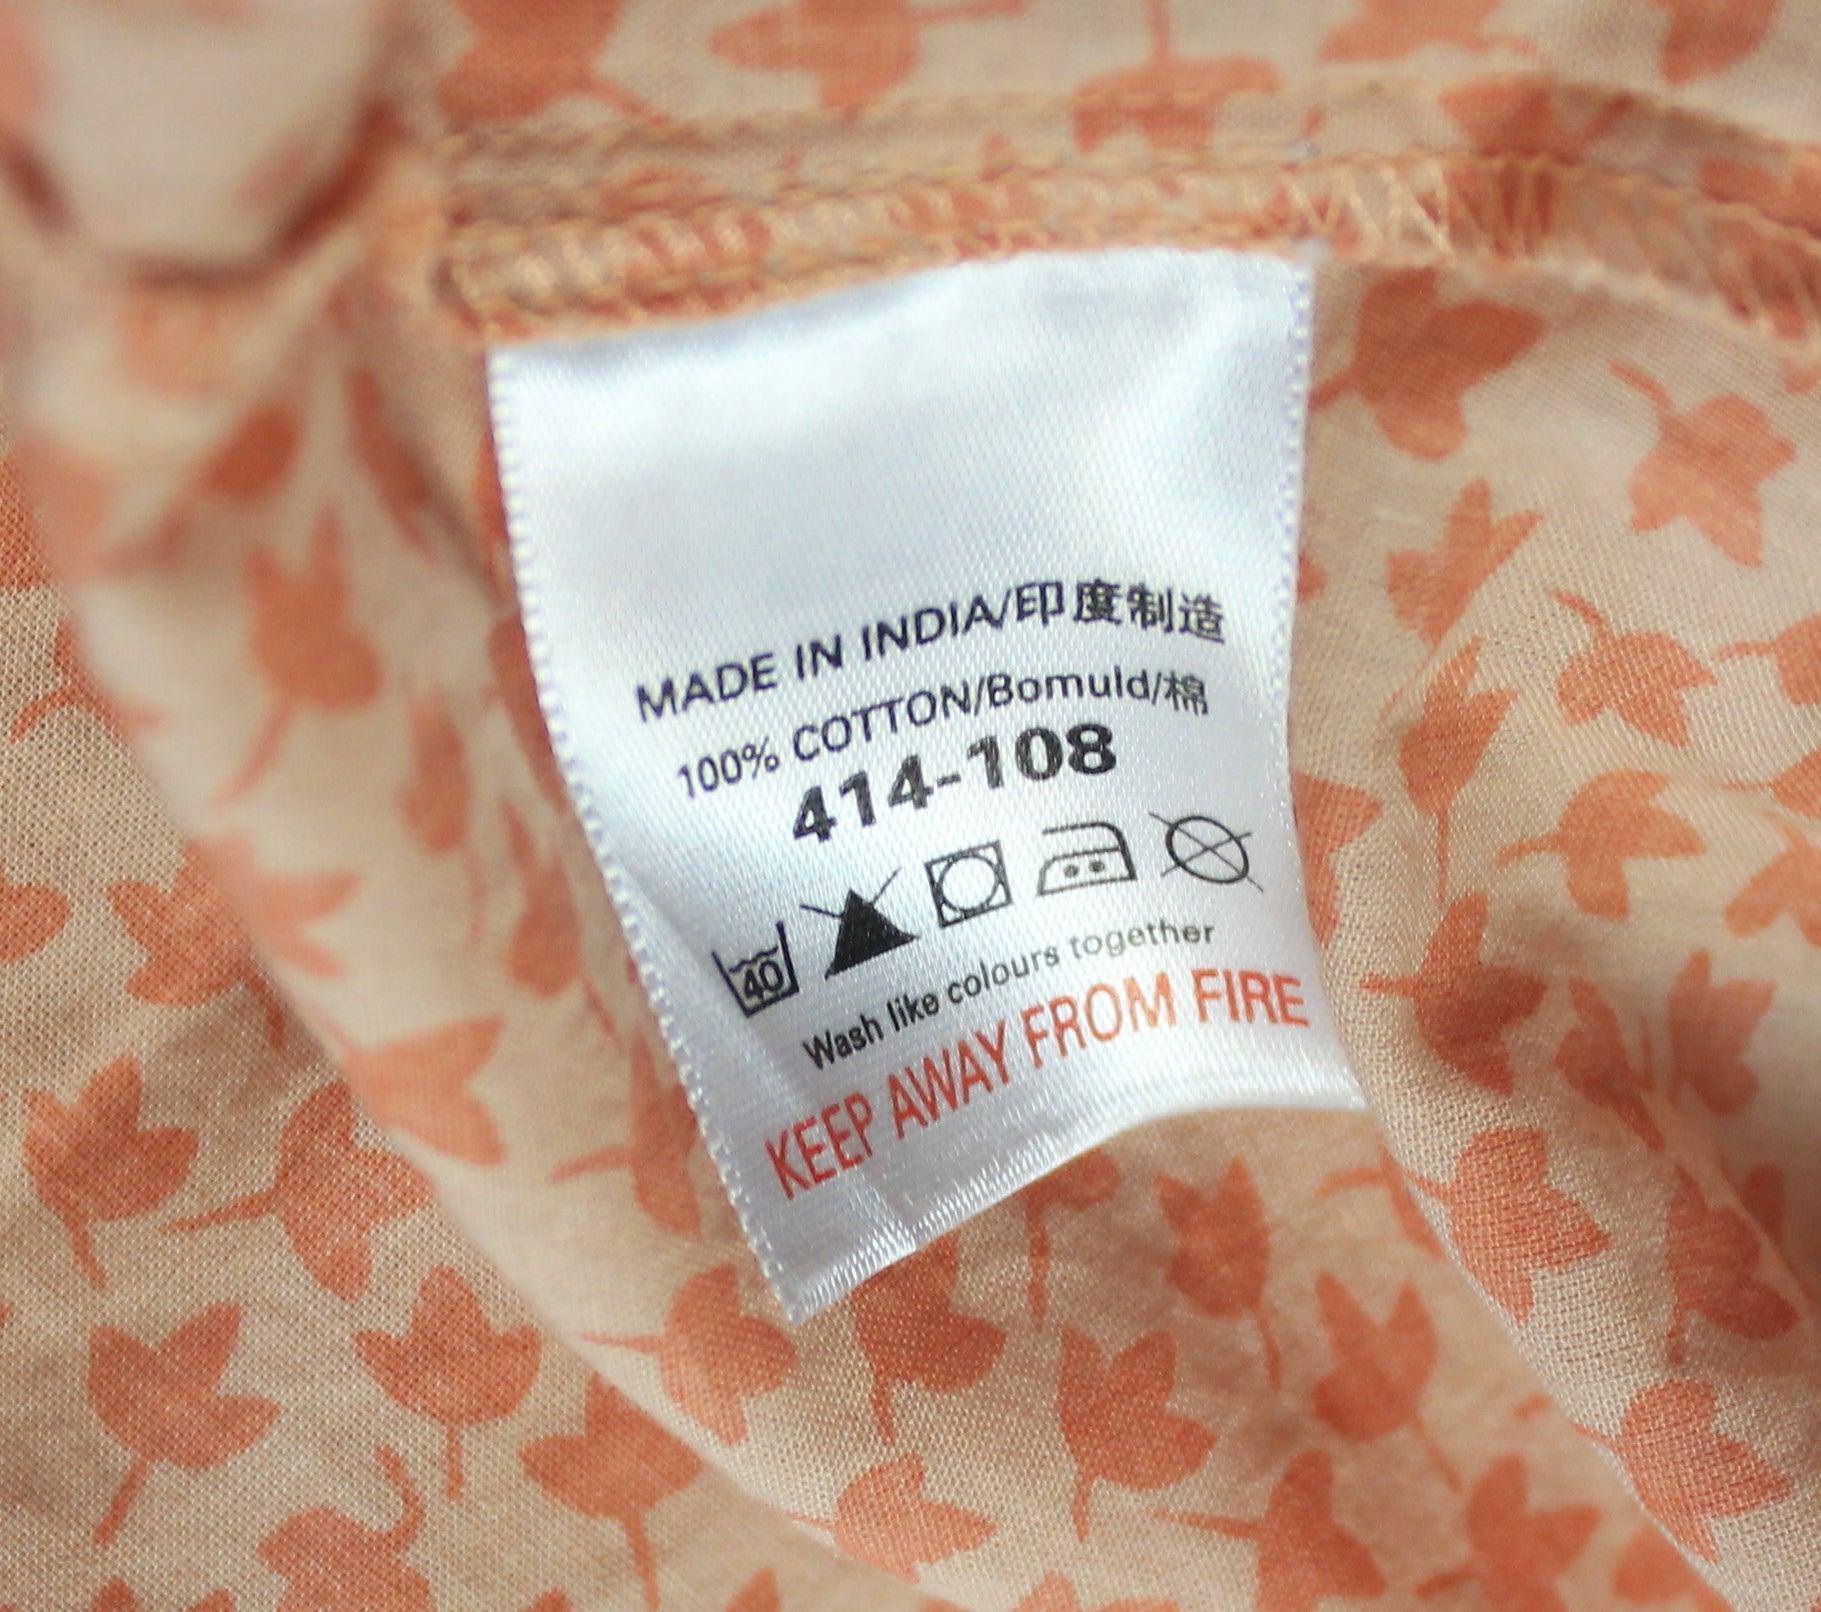 MADE IN INDIA/印度制造
100% COTTON/Bomuld/棉
414-108
40
Wash like colours together
KEEP AWAY FROM FIRE